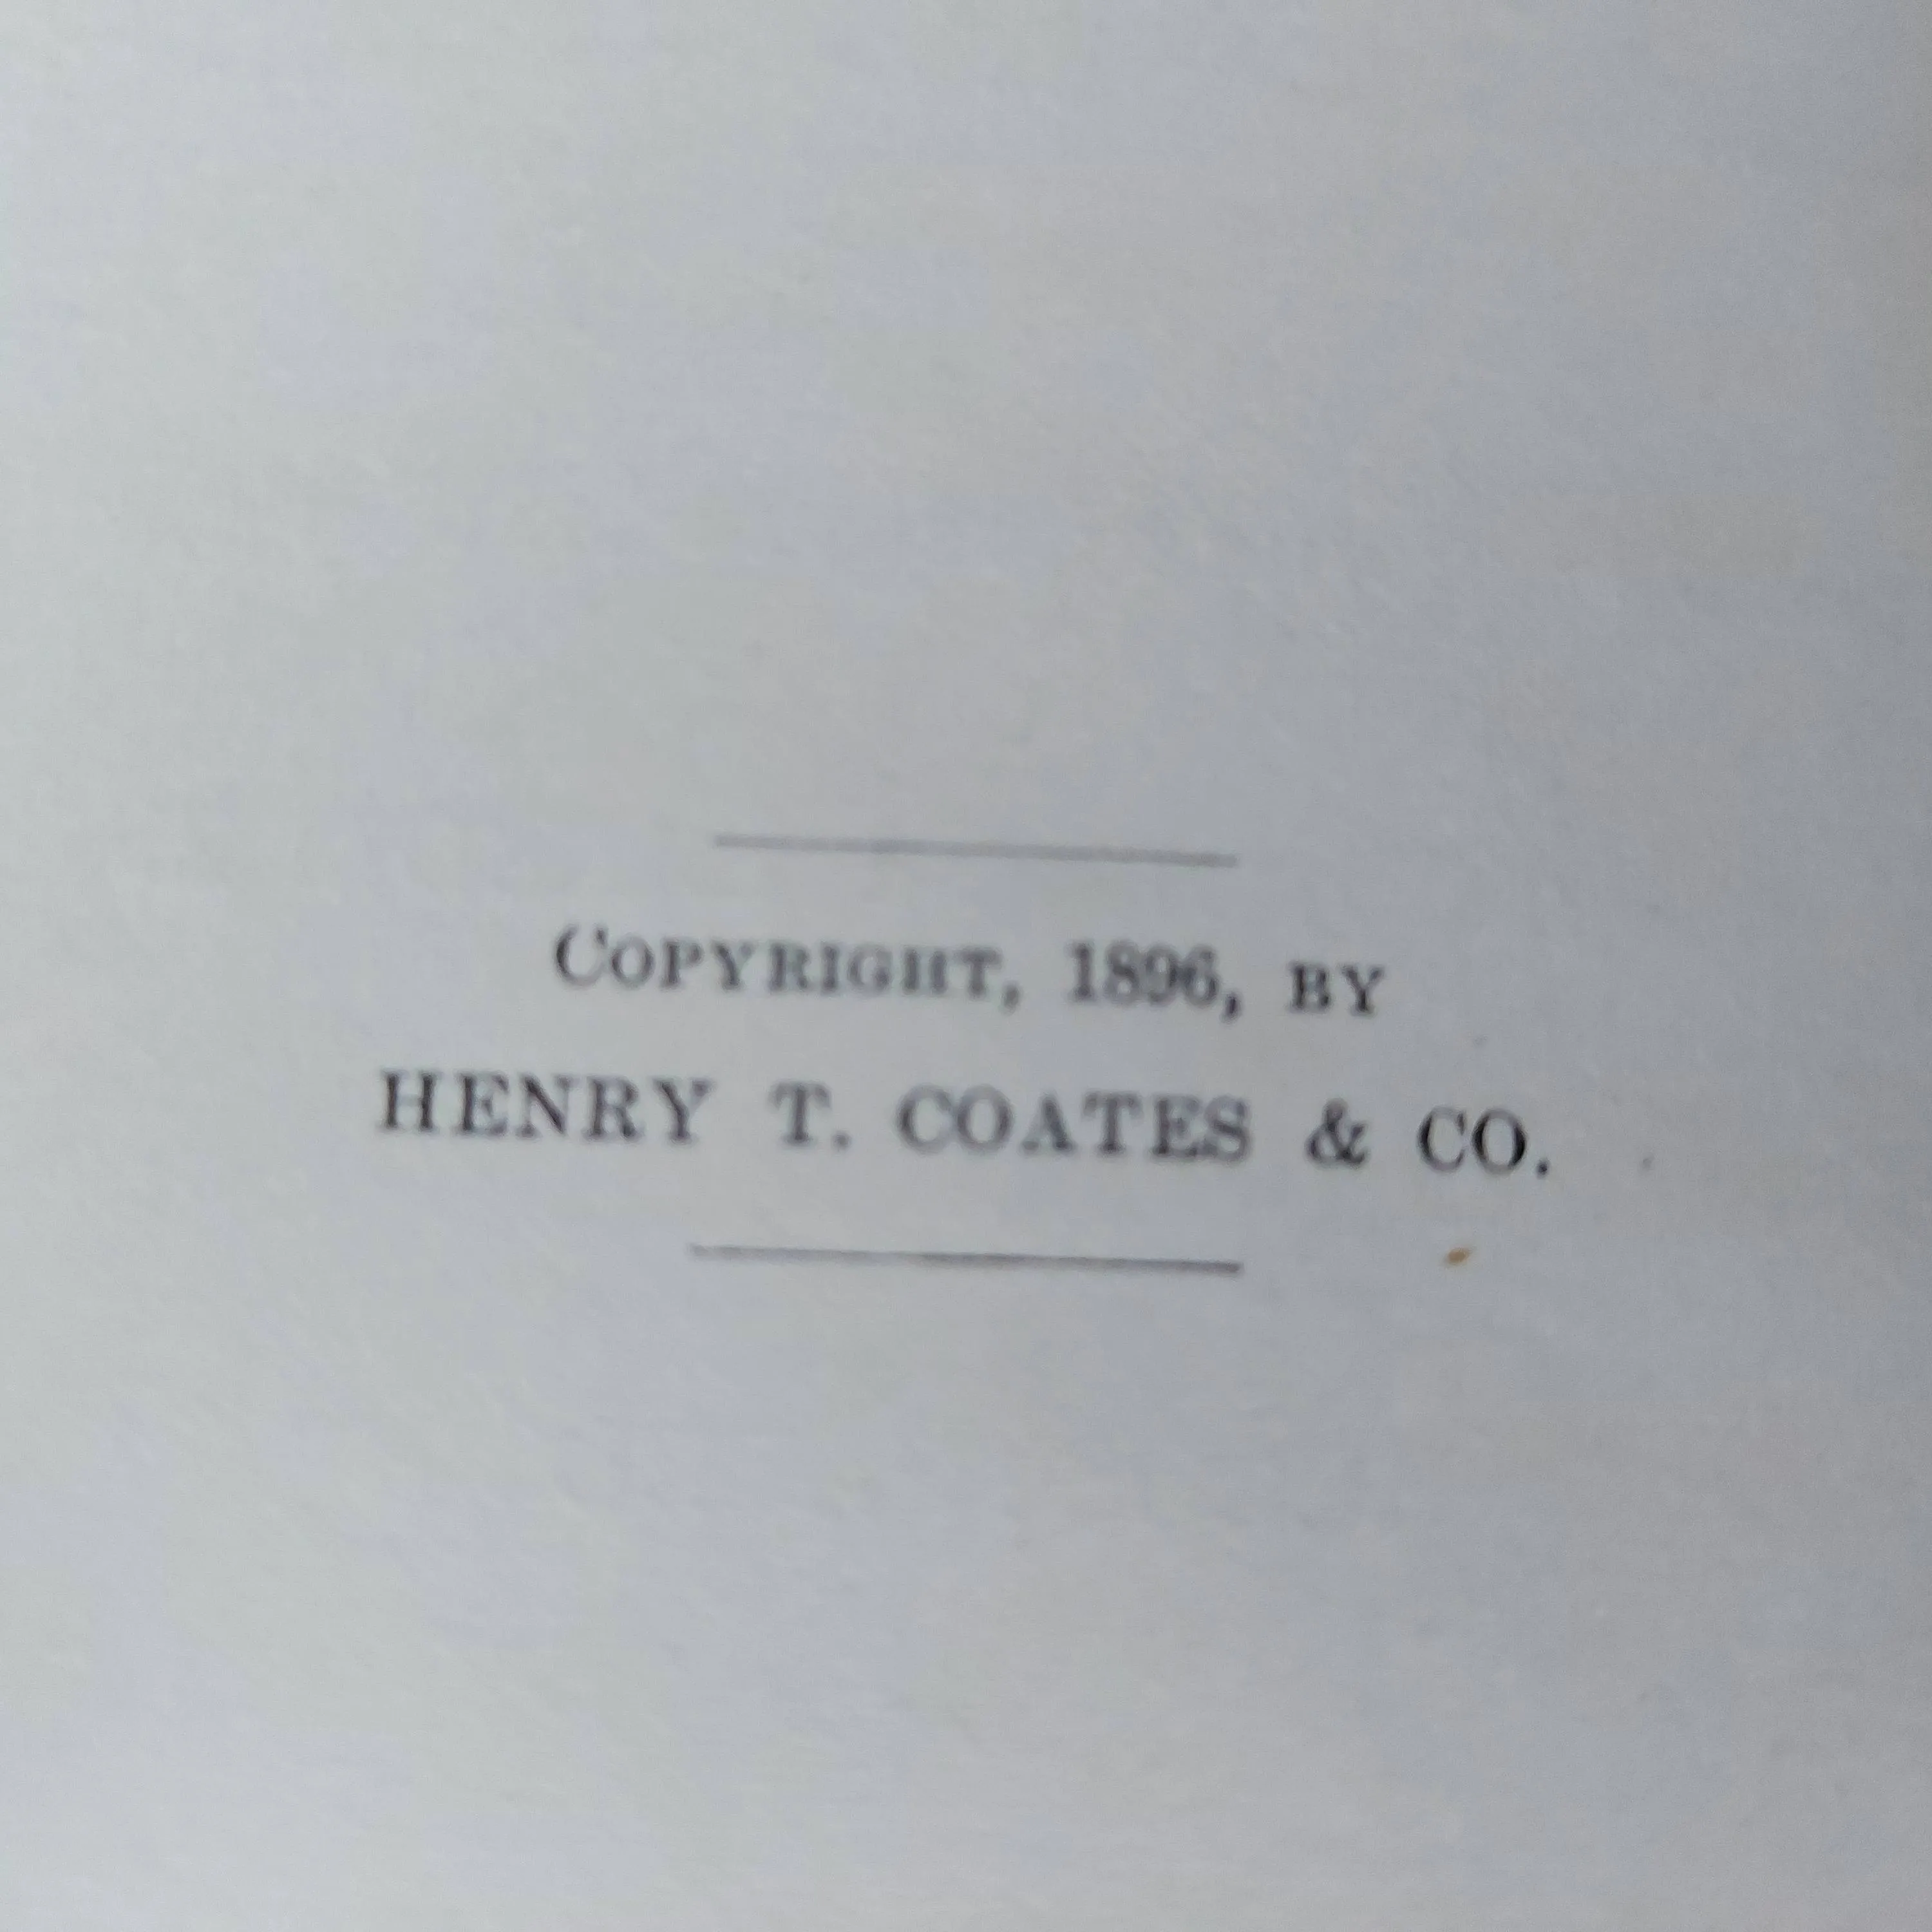 Copyright, 1896, by
HENRY T. COATES & CO.